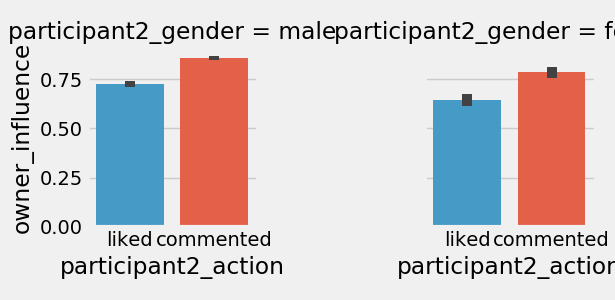 participant2_gender = male
participant2_gender = fe
owner_influence
0.75
0.50
0.25
0.00
liked
commented
liked
commented
participant2_action
participant2_action